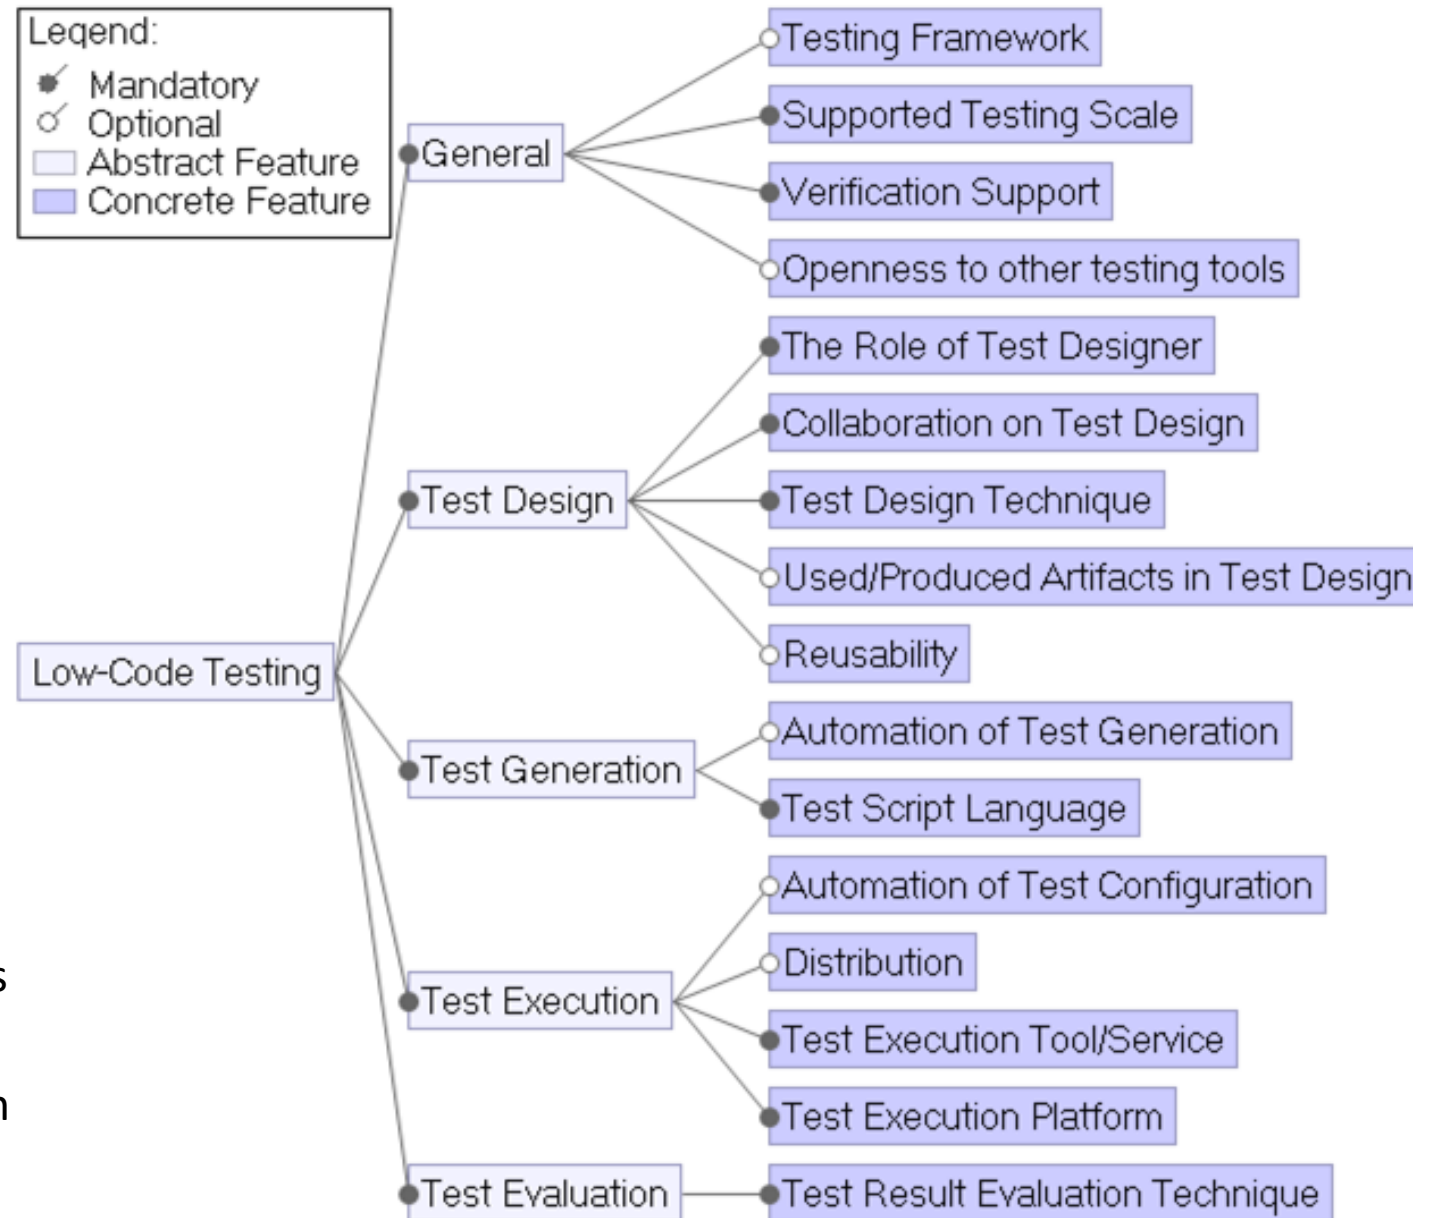 Legend:
Mandatory
Optional
Abstract Feature
Concrete Feature
Low-Code Testing
General
Testing Framework
Supported Testing Scale
Verification Support
Openness to other testing tools
Test Design
The Role of Test Designer
Collaboration on Test Design
Test Design Technique
Used/Produced Artifacts in Test Design
Reusability
Test Generation
Automation of Test Generation
Test Script Language
Test Execution
Automation of Test Configuration
Distribution
Test Execution Tool/Service
Test Execution Platform
Test Evaluation
Test Result Evaluation Technique